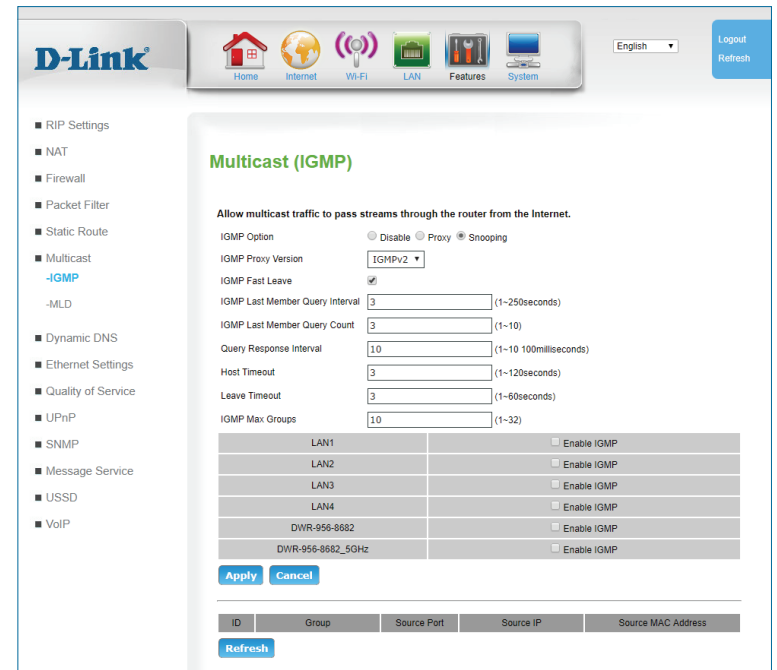 D-Link®
Home Internet Wi-Fi LAN Features System
English
Logout
Refresh
RIP Settings
NAT
Firewall
Packet Filter
Static Route
Multicast
-IGMP
-MLD
Dynamic DNS
Ethernet Settings
Quality of Service
UPnP
SNMP
Message Service
USSD
VoIP
Multicast (IGMP)
Allow multicast traffic to pass streams through the router from the Internet.
IGMP Option Disable Proxy Snooping
IGMP Proxy Version IGMPv2
IGMP Fast Leave
IGMP Last Member Query Interval 3 (1~250seconds)
IGMP Last Member Query Count 3 (1~10)
Query Response Interval 10 (1~10 100milliseconds)
Host Timeout 3 (1~120seconds)
Leave Timeout 3 (1~60seconds)
IGMP Max Groups 10 (1~32)
LAN1 Enable IGMP
LAN2 Enable IGMP
LAN3 Enable IGMP
LAN4 Enable IGMP
DWR-956-8682 Enable IGMP
DWR-956-8682_5GHz Enable IGMP
Apply Cancel
ID Group Source Port Source IP Source MAC Address
Refresh